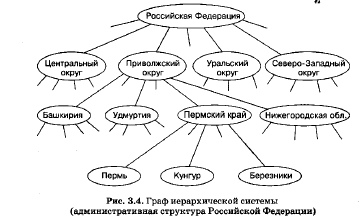 Российская Федерация
Центральный округ
Приволжский округ
Уральский округ
Северо-Западный округ
Башкирия
Удмуртия
Пермский край
Нижегородская обл.
Пермь
Кунгур
Березники
Рис. 3.4. Граф иерархической системы
(административная структура Российской Федерации)